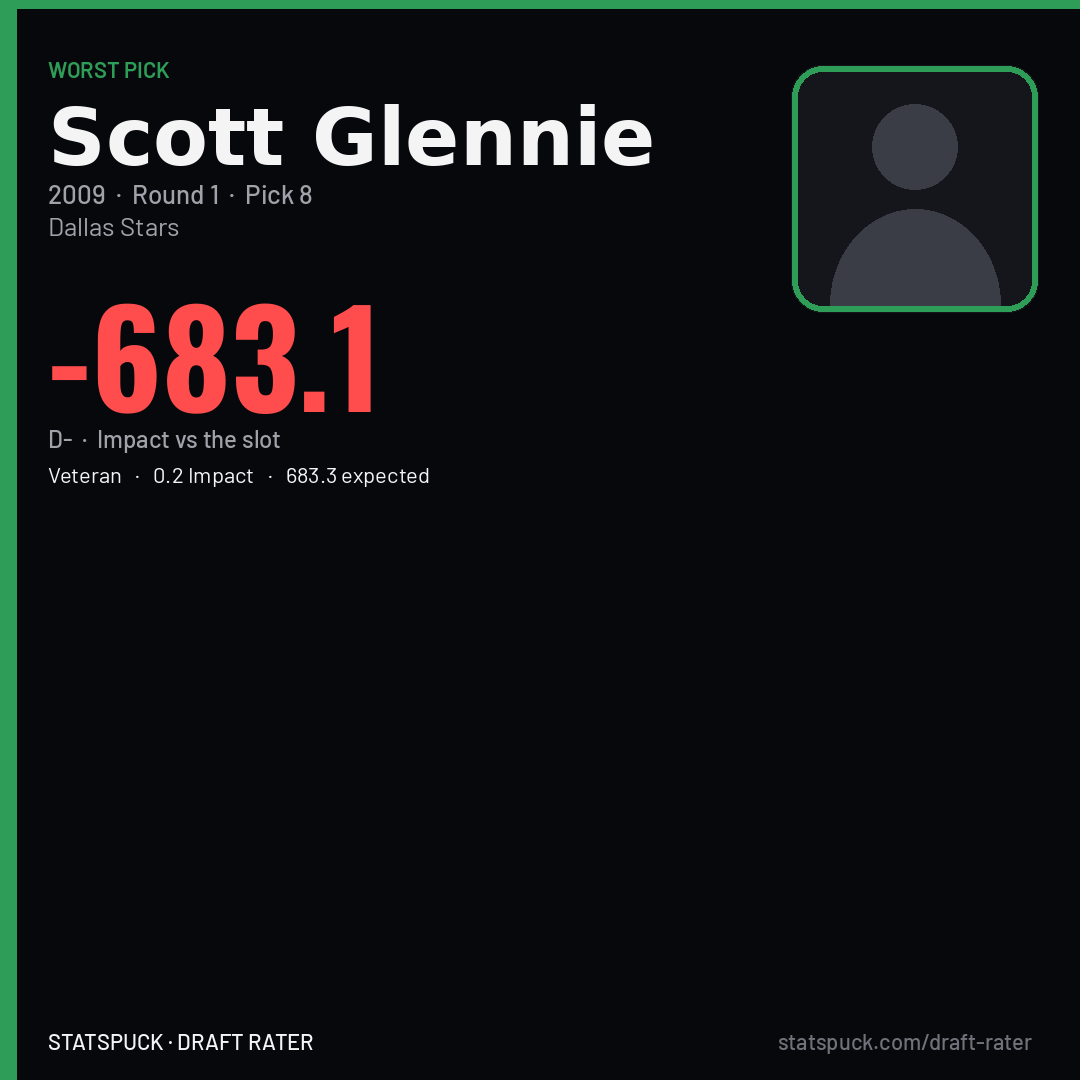 WORST PICK
Scott Glennie
2009 · Round 1 · Pick 8
Dallas Stars
-683.1
D- · Impact vs the slot
Veteran · 0.2 Impact · 683.3 expected
STATSPUCK · DRAFT RATER
statspuck.com/draft-rater